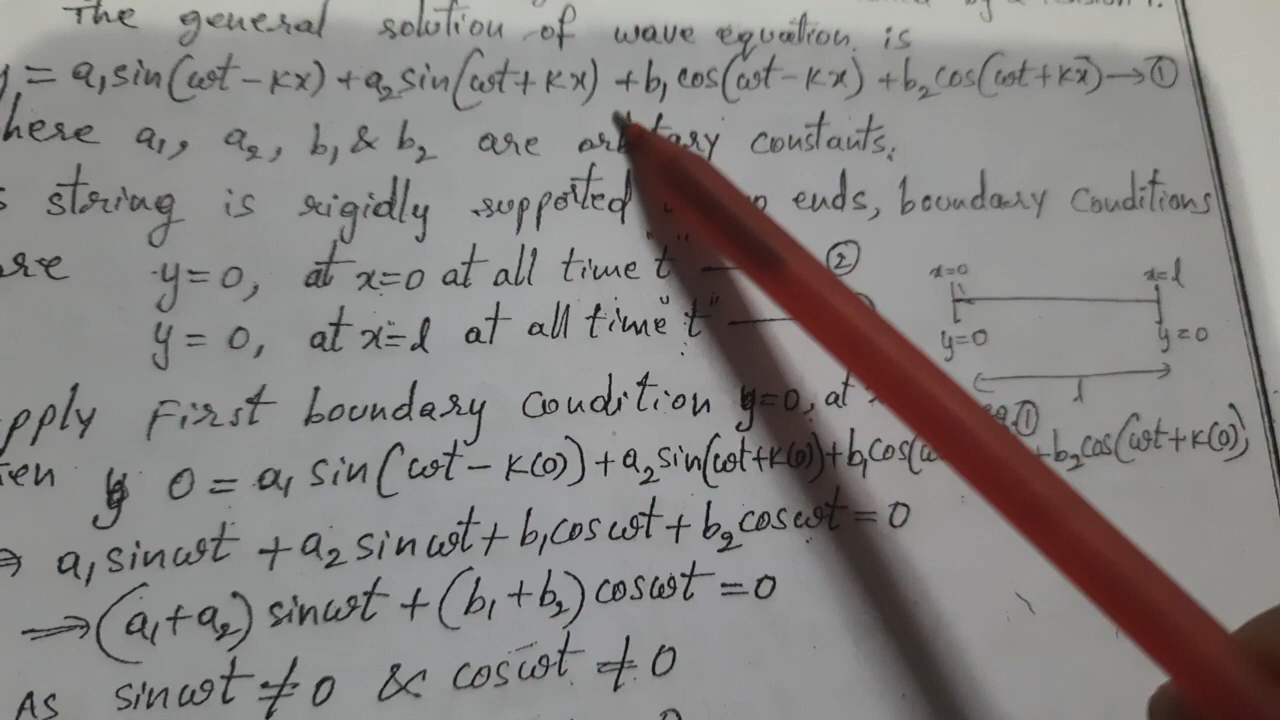 The general solution of wave equation is
= a₁sin(ωt-kx)+a₂sin(ωt+kx) +b₁cos(ωt-kx) +b₂cos(ωt+kx)→①
here a₁, a₂, b₁ & b₂ are constants.
string is rigidly supported ends, boundary conditions
are y=0, at x=0 at all time "t" — ②
y=0, at x=l at all time "t" —
x=0 x=l
y=0 y=0
l
pply First boundary condition y=0, at ①
en 0 = a₁ sin(ωt-k(0))+a₂sin(ωt+k(0))+b₁cos( +b₂cos(ωt+k(0))
⇒ a₁sinωt +a₂sinωt+b₁cosωt+b₂cosωt=0
⇒(a₁+a₂)sinωt+(b₁+b₂)cosωt=0
As sinωt≠0 & cosωt≠0